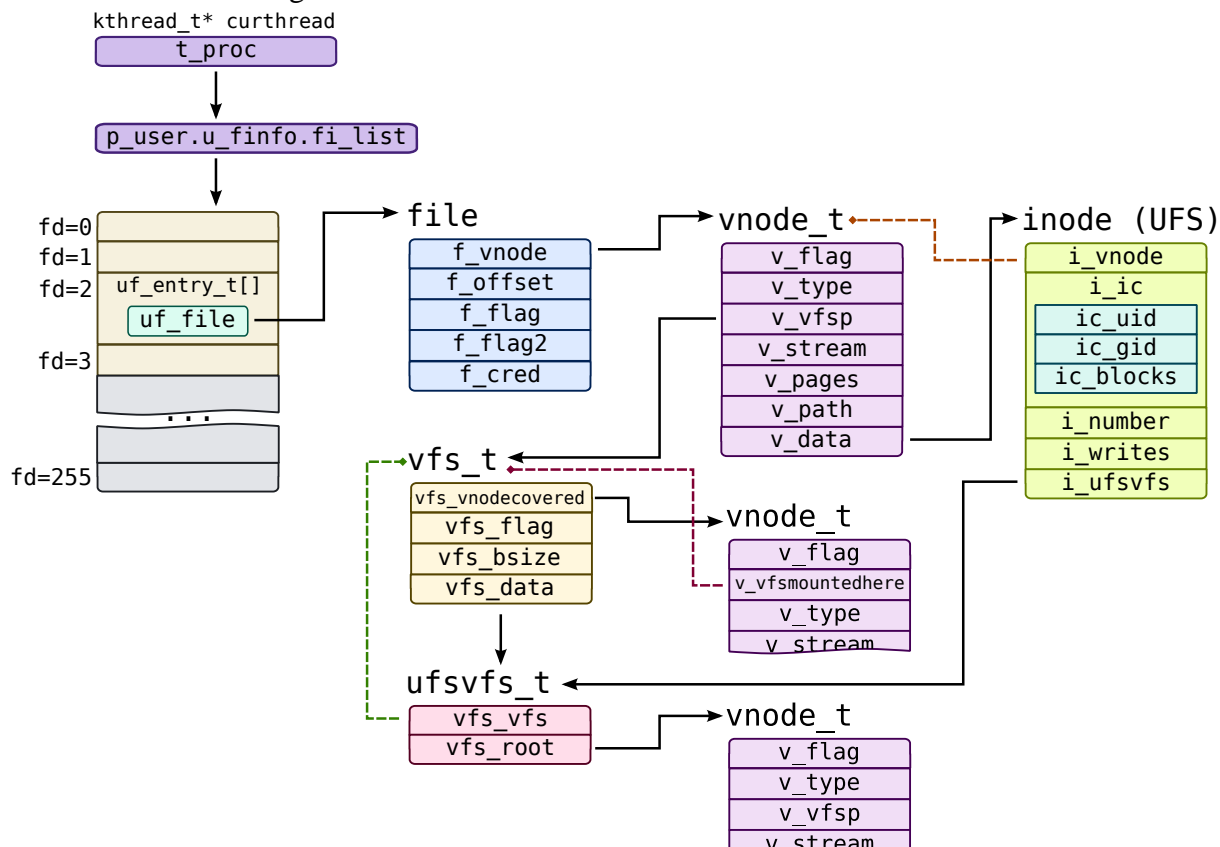 kthread_t* curthread
t_proc
p_user.u_finfo.fi_list
fd=0
fd=1
fd=2
uf_entry_t[]
uf_file
fd=3
...
fd=255
file
f_vnode
f_offset
f_flag
f_flag2
f_cred
vnode_t
v_flag
v_type
v_vfsp
v_stream
v_pages
v_path
v_data
inode (UFS)
i_vnode
i_ic
ic_uid
ic_gid
ic_blocks
i_number
i_writes
i_ufsvfs
vfs_t
vfs_vnodecovered
vfs_flag
vfs_bsize
vfs_data
vnode_t
v_flag
v_vfsmountedhere
v_type
v_stream
ufsvfs_t
vfs_vfs
vfs_root
vnode_t
v_flag
v_type
v_vfsp
v_stream